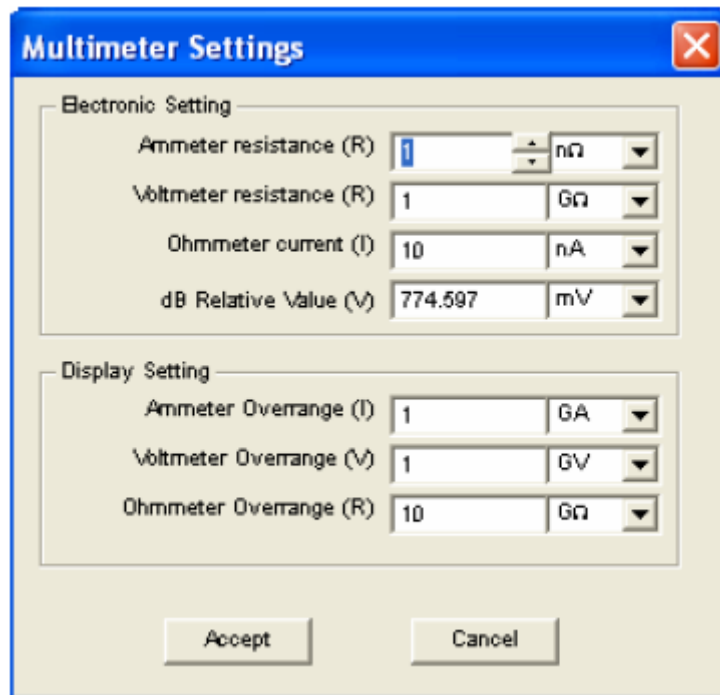 Multimeter Settings
Electronic Setting
Ammeter resistance (R) 1 nΩ
Voltmeter resistance (R) 1 GΩ
Ohmmeter current (I) 10 nA
dB Relative Value (V) 774.597 mV
Display Setting
Ammeter Overrange (I) 1 GA
Voltmeter Overrange (V) 1 GV
Ohmmeter Overrange (R) 10 GΩ
Accept Cancel